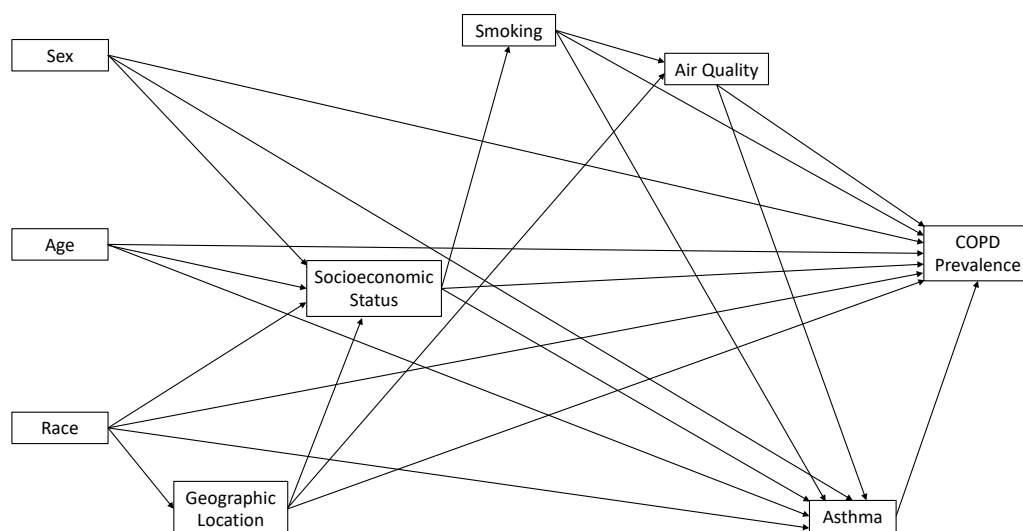 Smoking
Sex
Air Quality
Age
COPD
Prevalence
Socioeconomic
Status
Race
Geographic
Location
Asthma